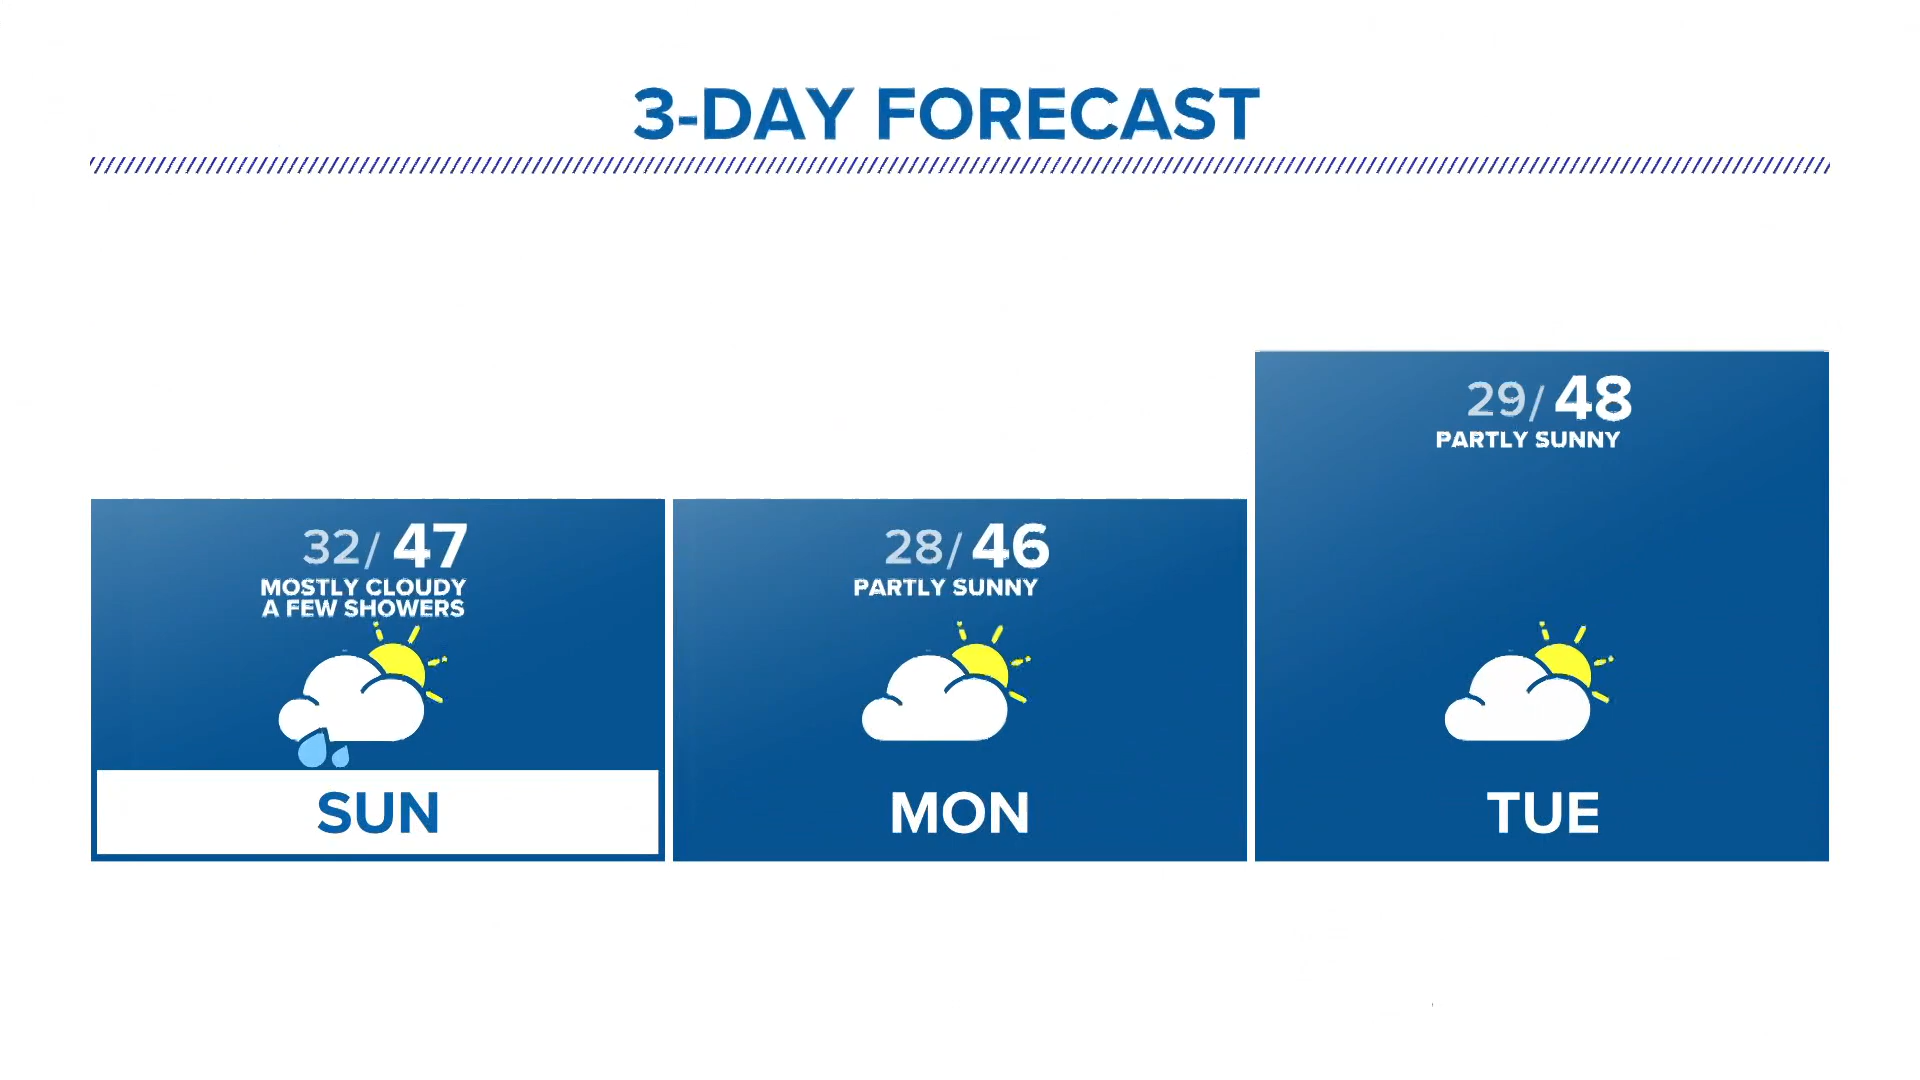 3-DAY FORECAST
32/ 47
MOSTLY CLOUDY
A FEW SHOWERS
SUN
28/ 46
PARTLY SUNNY
MON
29/ 48
PARTLY SUNNY
TUE